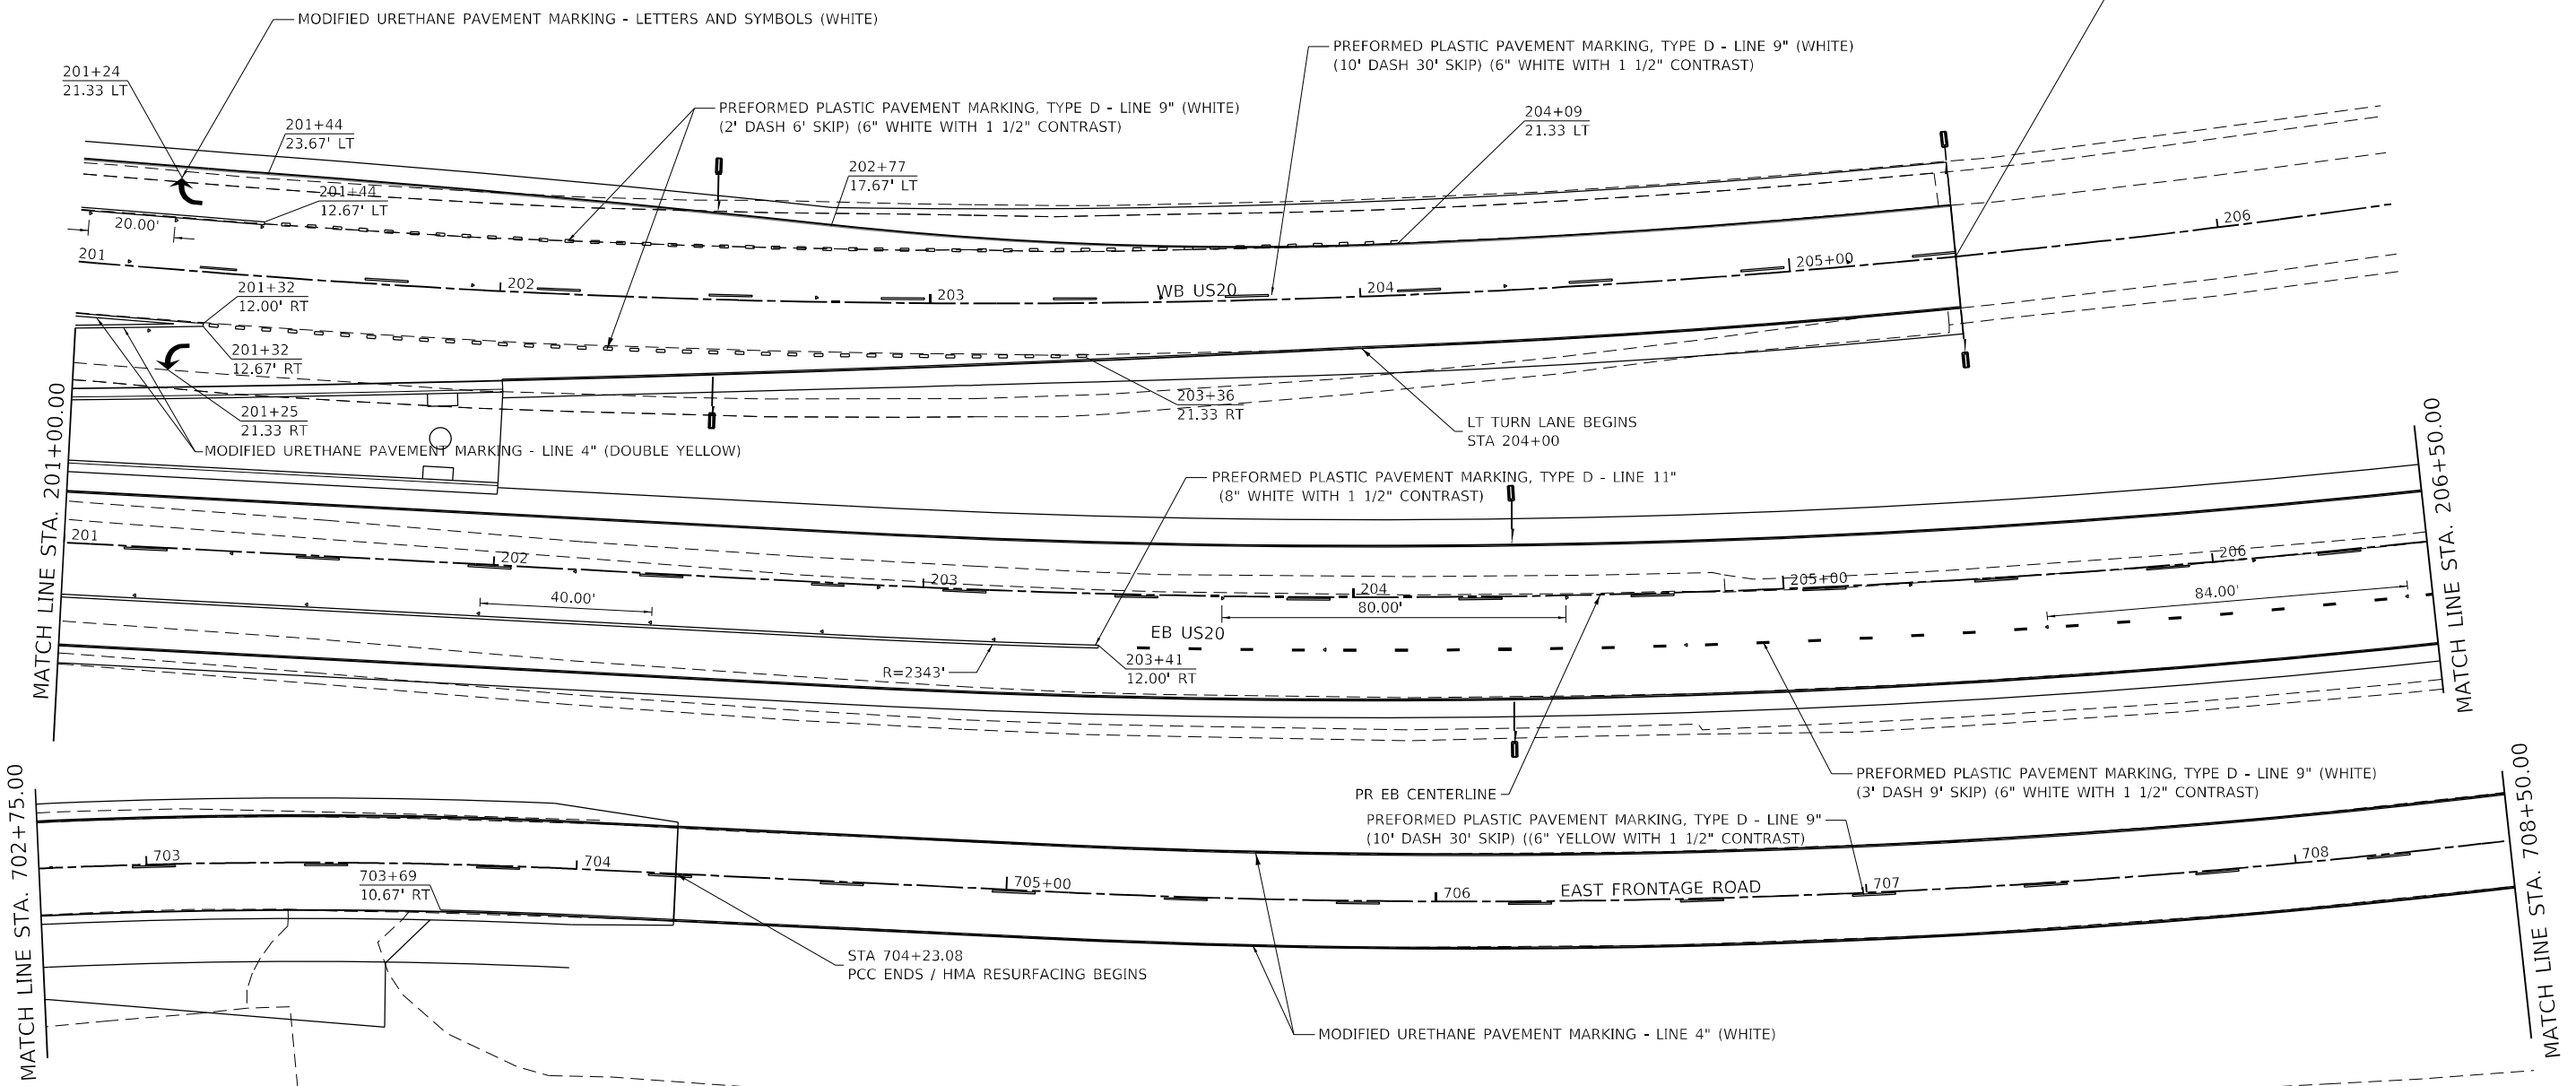 MODIFIED URETHANE PAVEMENT MARKING - LETTERS AND SYMBOLS (WHITE)
PREFORMED PLASTIC PAVEMENT MARKING, TYPE D - LINE 9" (WHITE)
(10' DASH 30' SKIP) (6" WHITE WITH 1 1/2" CONTRAST)
201+24
21.33 LT
PREFORMED PLASTIC PAVEMENT MARKING, TYPE D - LINE 9" (WHITE)
(2' DASH 6' SKIP) (6" WHITE WITH 1 1/2" CONTRAST)
204+09
21.33 LT
201+44
23.67' LT
202+77
17.67' LT
201+44
12.67' LT
20.00'
206
201
205+00
201+32
12.00' RT
202
203
WB US20
204
201+32
12.67' RT
203+36
21.33 RT
201+25
21.33 RT
LT TURN LANE BEGINS
STA 204+00
MODIFIED URETHANE PAVEMENT MARKING - LINE 4" (DOUBLE YELLOW)
MATCH LINE STA. 201+00.00
MATCH LINE STA. 206+50.00
PREFORMED PLASTIC PAVEMENT MARKING, TYPE D - LINE 11"
(8" WHITE WITH 1 1/2" CONTRAST)
201
202
203
204
205+00
206
40.00'
80.00'
84.00'
EB US20
203+41
12.00' RT
R=2343'
PR EB CENTERLINE
PREFORMED PLASTIC PAVEMENT MARKING, TYPE D - LINE 9" (WHITE)
(3' DASH 9' SKIP) (6" WHITE WITH 1 1/2" CONTRAST)
PREFORMED PLASTIC PAVEMENT MARKING, TYPE D - LINE 9"
(10' DASH 30' SKIP) ((6" YELLOW WITH 1 1/2" CONTRAST)
MATCH LINE STA. 702+75.00
MATCH LINE STA. 708+50.00
703
704
703+69
10.67' RT
705+00
706
EAST FRONTAGE ROAD
707
708
STA 704+23.08
PCC ENDS / HMA RESURFACING BEGINS
MODIFIED URETHANE PAVEMENT MARKING - LINE 4" (WHITE)